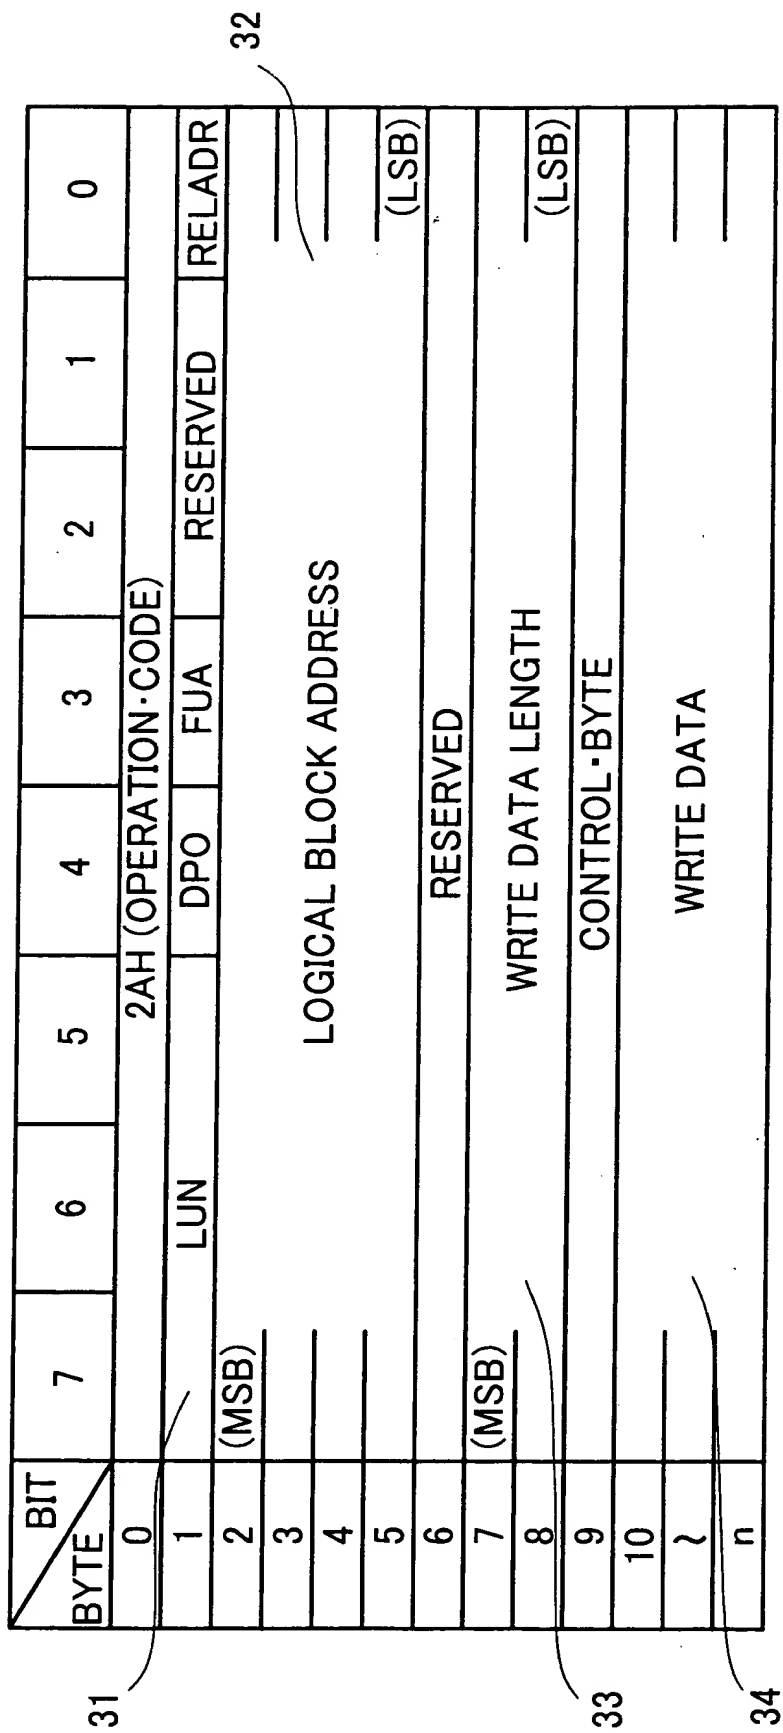 BIT 7 6 5 4 3 2 1 0
BYTE
0 2AH (OPERATION·CODE)
1 LUN DPO FUA RESERVED RELADR
2 (MSB)
3
LOGICAL BLOCK ADDRESS
4
5 (LSB)
6 RESERVED
7 (MSB)
WRITE DATA LENGTH
8 (LSB)
9 CONTROL·BYTE
10
≀ WRITE DATA
n
31
32
33
34